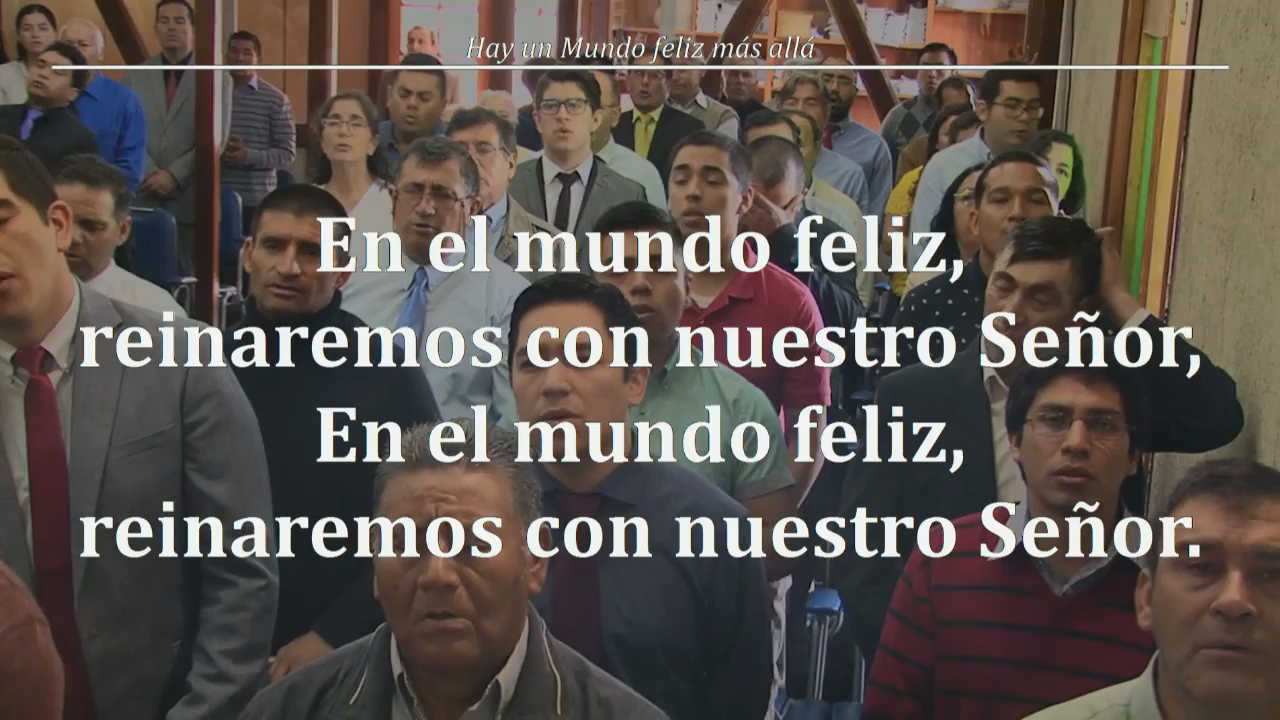 Hay un Mundo feliz más allá
En el mundo feliz,
reinaremos con nuestro Señor,
En el mundo feliz,
reinaremos con nuestro Señor.